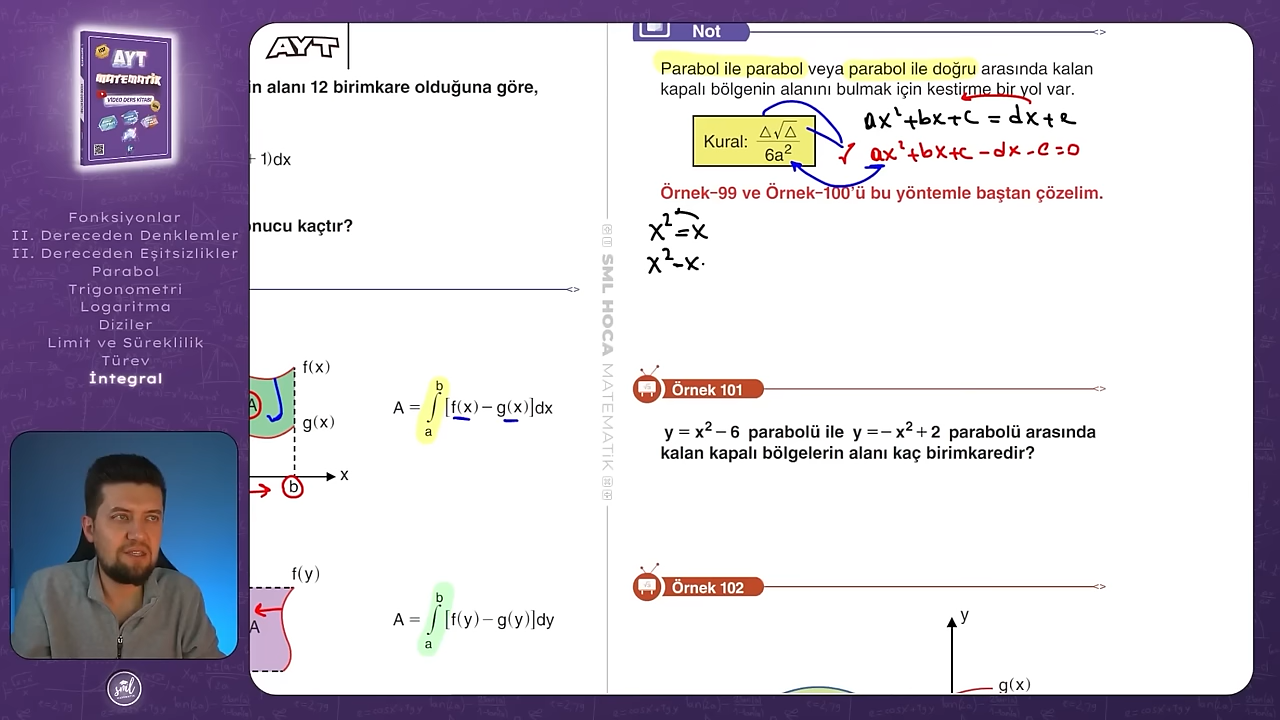 AYT
MATEMATİK
VİDEO DERS KİTABI
Fonksiyonlar
II. Dereceden Denklemler
II. Dereceden Eşitsizlikler
Parabol
Trigonometri
Logaritma
Diziler
Limit ve Süreklilik
Türev
İntegral
sml
AYT
in alanı 12 birimkare olduğuna göre,
+ 1)dx
onucu kaçtır?
f(x)
A
g(x)
b
x
A = ∫ₐᵇ [f(x) – g(x)]dx
f(y)
A
A = ∫ₐᵇ [f(y) – g(y)]dy
SML HOCA MATEMATİK
Not
Parabol ile parabol veya parabol ile doğru arasında kalan
kapalı bölgenin alanını bulmak için kestirme bir yol var.
Kural: △√△ / 6a²
ax²+bx+c = dx+e
ax²+bx+c – dx – e = 0
Örnek–99 ve Örnek–100'ü bu yöntemle baştan çözelim.
x² = x
x² – x
Örnek 101
y = x² – 6 parabolü ile y = – x² + 2 parabolü arasında
kalan kapalı bölgelerin alanı kaç birimkaredir?
Örnek 102
y
g(x)